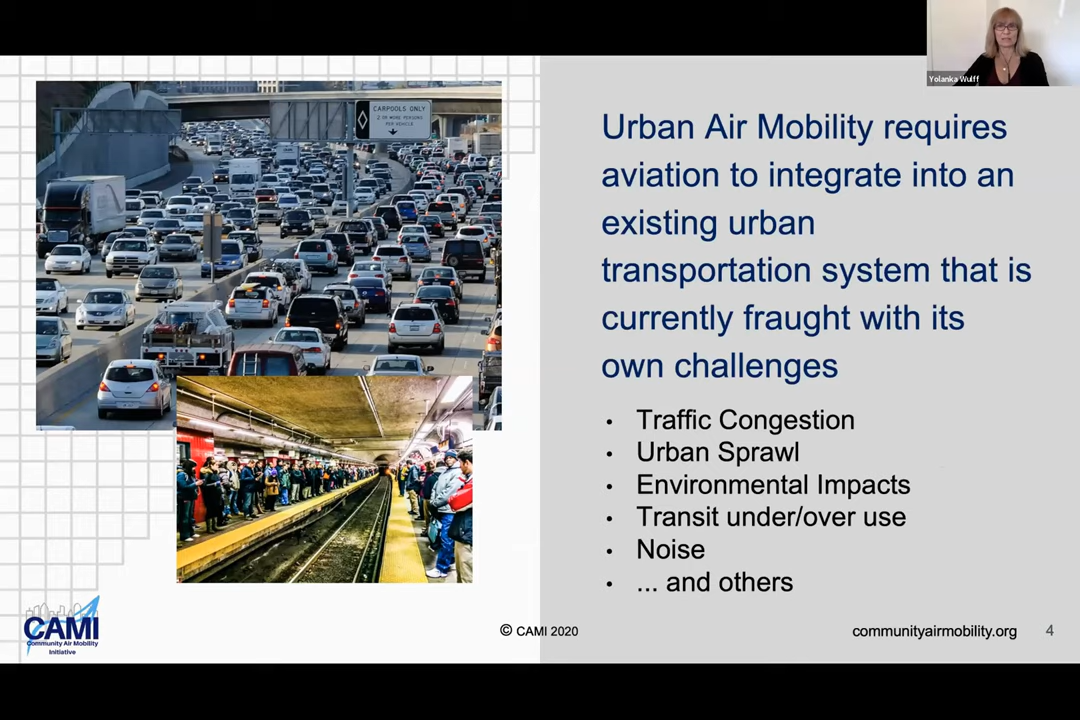 Yolanka Wulff
CARPOOLS ONLY
2 OR MORE PERSONS
PER VEHICLE
Urban Air Mobility requires
aviation to integrate into an
existing urban
transportation system that is
currently fraught with its
own challenges
• Traffic Congestion
• Urban Sprawl
• Environmental Impacts
• Transit under/over use
• Noise
• ... and others
CAMI
Community Air Mobility
Initiative
© CAMI 2020
communityairmobility.org
4